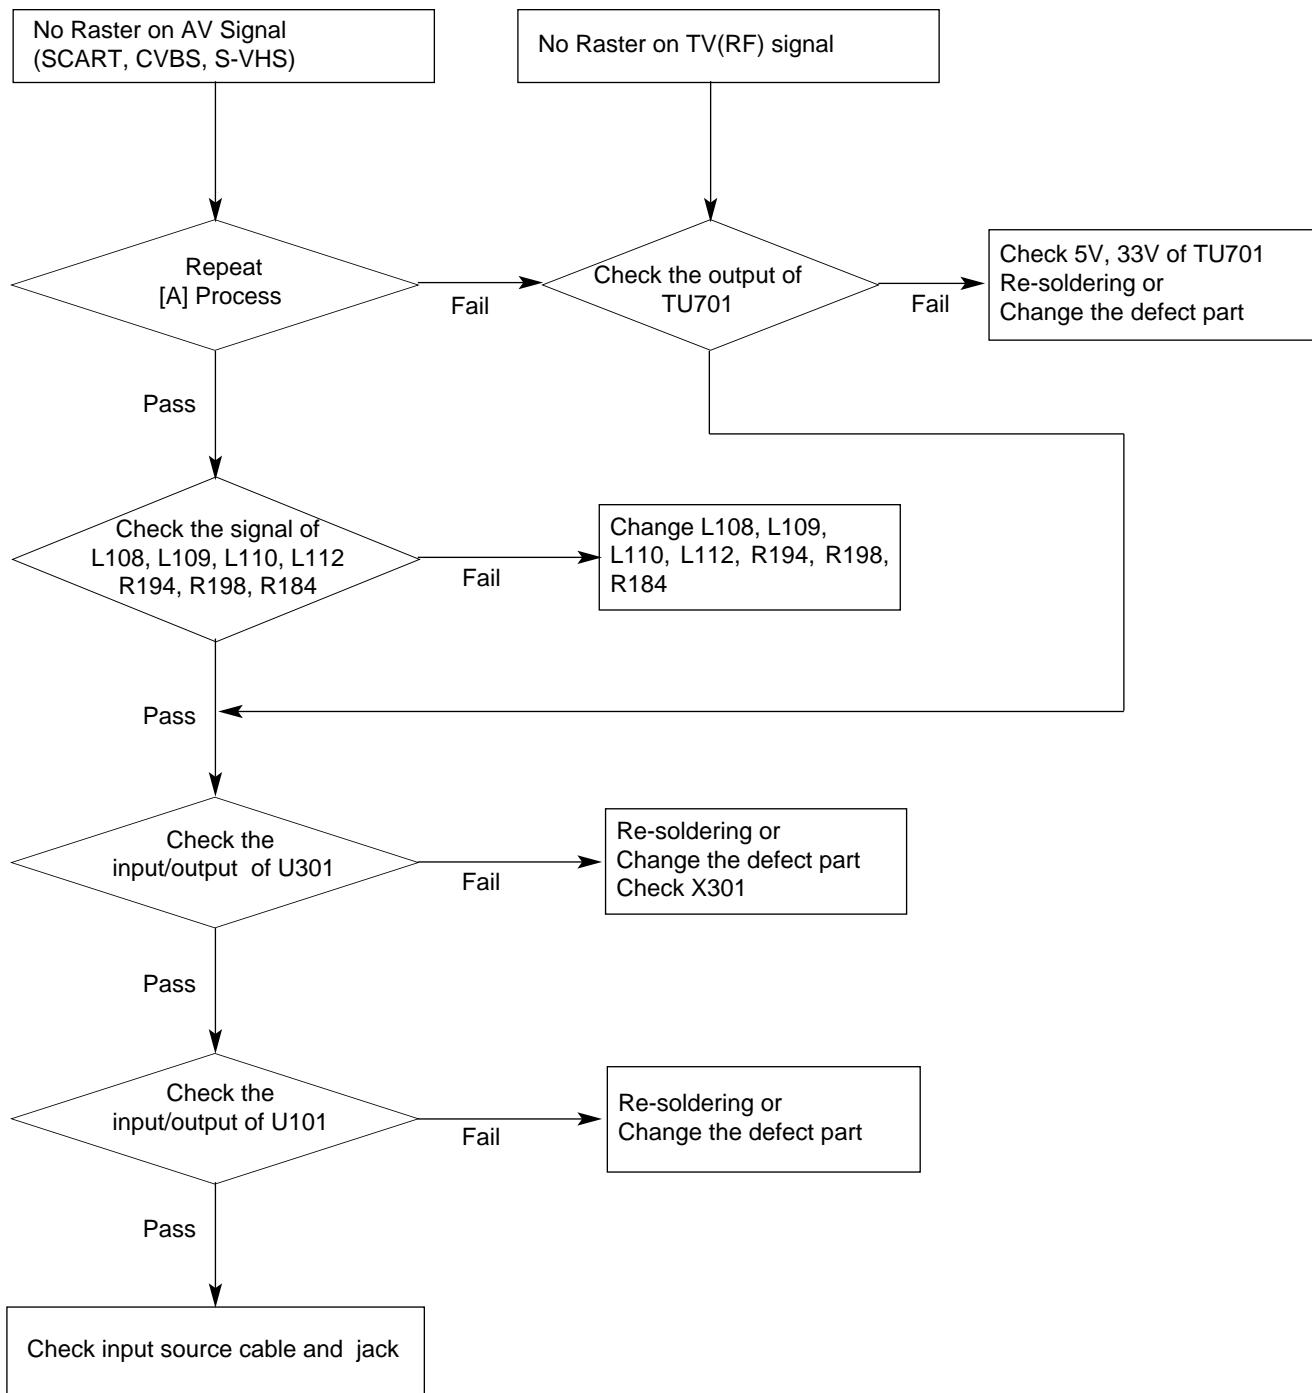 No Raster on AV Signal
(SCART, CVBS, S-VHS)
No Raster on TV(RF) signal
Repeat
[A] Process
Fail
Check the output of
TU701
Fail
Check 5V, 33V of TU701
Re-soldering or
Change the defect part
Pass
Check the signal of
L108, L109, L110, L112
R194, R198, R184
Fail
Change L108, L109,
L110, L112, R194, R198,
R184
Pass
Check the
input/output of U301
Fail
Re-soldering or
Change the defect part
Check X301
Pass
Check the
input/output of U101
Fail
Re-soldering or
Change the defect part
Pass
Check input source cable and jack